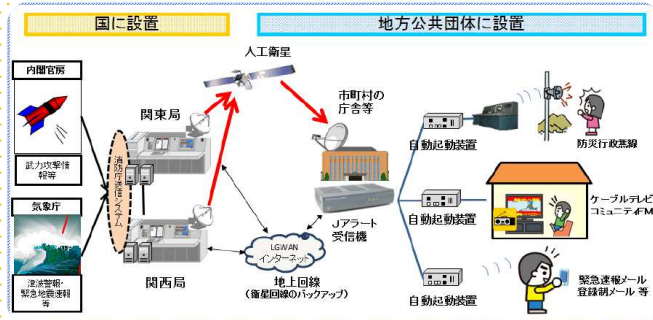 国に設置
地方公共団体に設置
内閣官房
武力攻撃情
報等
気象庁
津波警報・
緊急地震速報
等
消防庁送信システム
関東局
関西局
人工衛星
市町村の
庁舎等
Jアラート
受信機
LGWAN
インターネット
地上回線
（衛星回線のバックアップ）
自動起動装置
防災行政無線
自動起動装置
ケーブルテレビ
コミュニティFM
自動起動装置
緊急速報メール
登録制メール 等